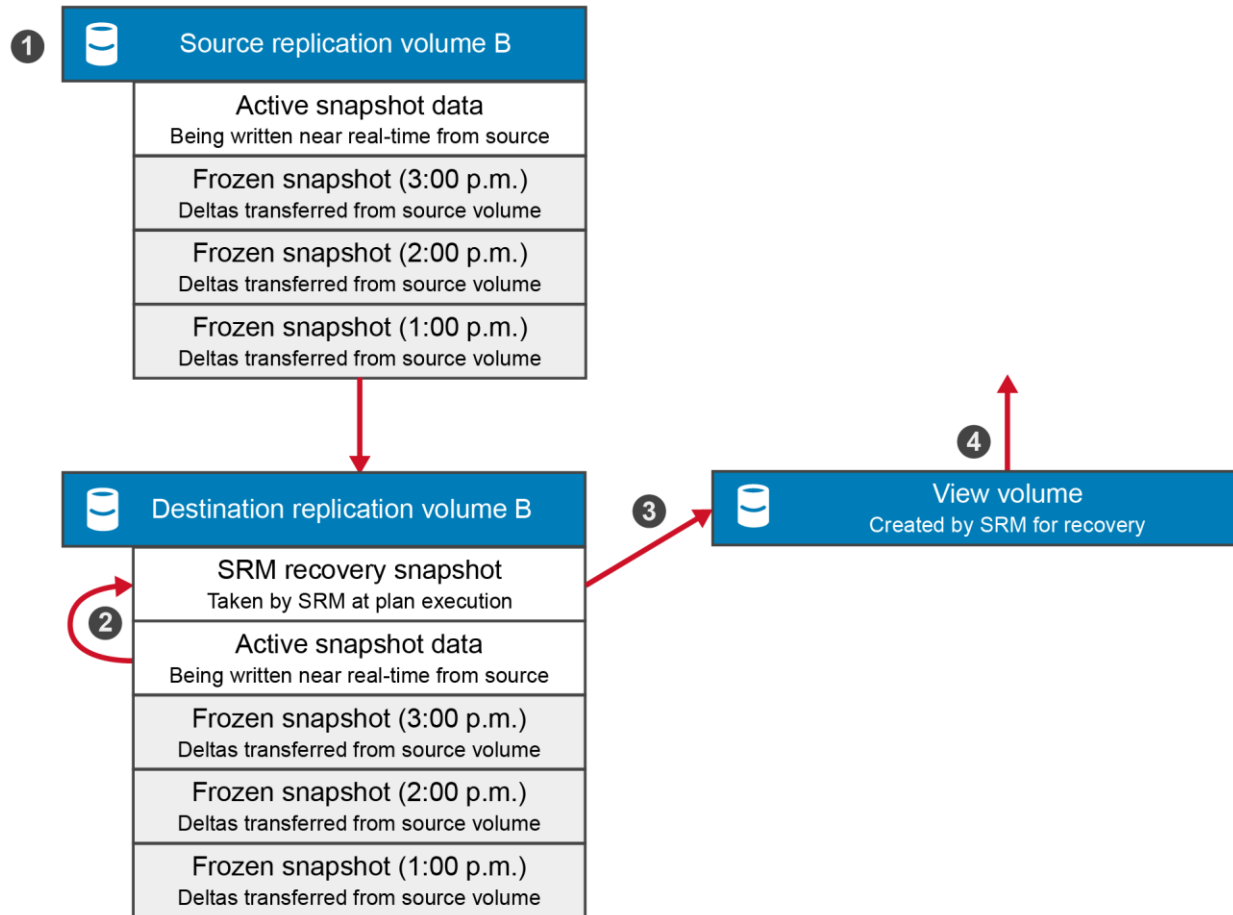 1
Source replication volume B
Active snapshot data
Being written near real-time from source
Frozen snapshot (3:00 p.m.)
Deltas transferred from source volume
Frozen snapshot (2:00 p.m.)
Deltas transferred from source volume
Frozen snapshot (1:00 p.m.)
Deltas transferred from source volume
Destination replication volume B
SRM recovery snapshot
Taken by SRM at plan execution
2
Active snapshot data
Being written near real-time from source
Frozen snapshot (3:00 p.m.)
Deltas transferred from source volume
Frozen snapshot (2:00 p.m.)
Deltas transferred from source volume
Frozen snapshot (1:00 p.m.)
Deltas transferred from source volume
3
4
View volume
Created by SRM for recovery